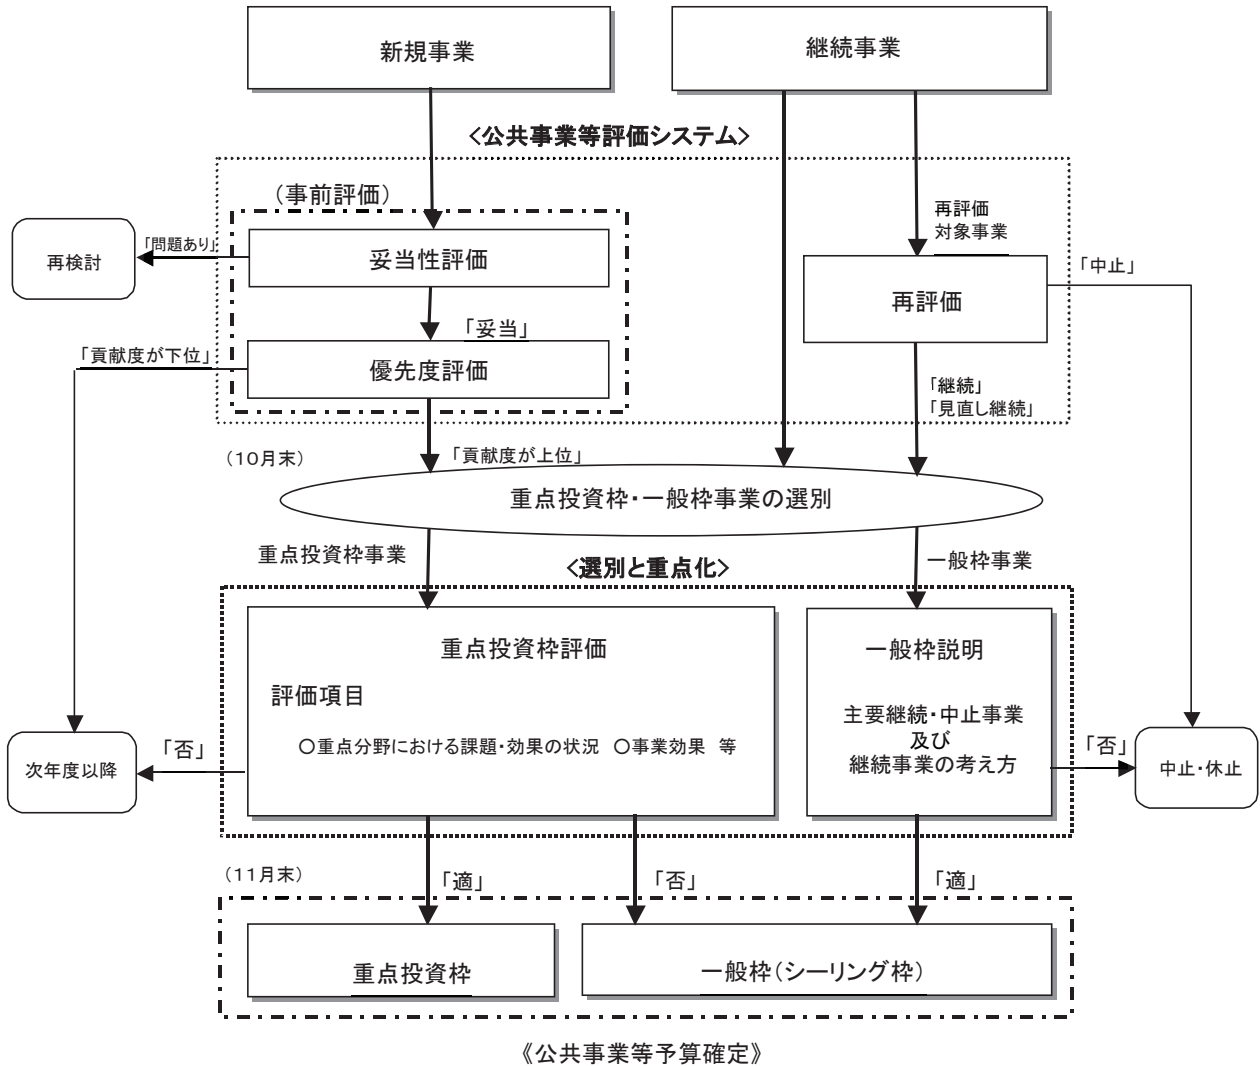 新規事業
継続事業
<公共事業等評価システム>
（事前評価）
再評価
対象事業
「問題あり」
再検討
妥当性評価
「中止」
再評価
「妥当」
「貢献度が下位」
優先度評価
「継続」
「見直し継続」
（10月末）
「貢献度が上位」
重点投資枠・一般枠事業の選別
重点投資枠事業
一般枠事業
<選別と重点化>
重点投資枠評価
評価項目
○重点分野における課題・効果の状況　○事業効果　等
一般枠説明
主要継続・中止事業
及び
継続事業の考え方
「否」
次年度以降
「否」
中止・休止
（11月末）
「適」
「否」
「適」
重点投資枠
一般枠（シーリング枠）
《公共事業等予算確定》